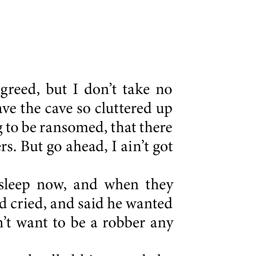 greed, but I don’t take no
ave the cave so cluttered up
to be ransomed, that there
rs. But go ahead, I ain’t got
sleep now, and when they
d cried, and said he wanted
n’t want to be a robber any